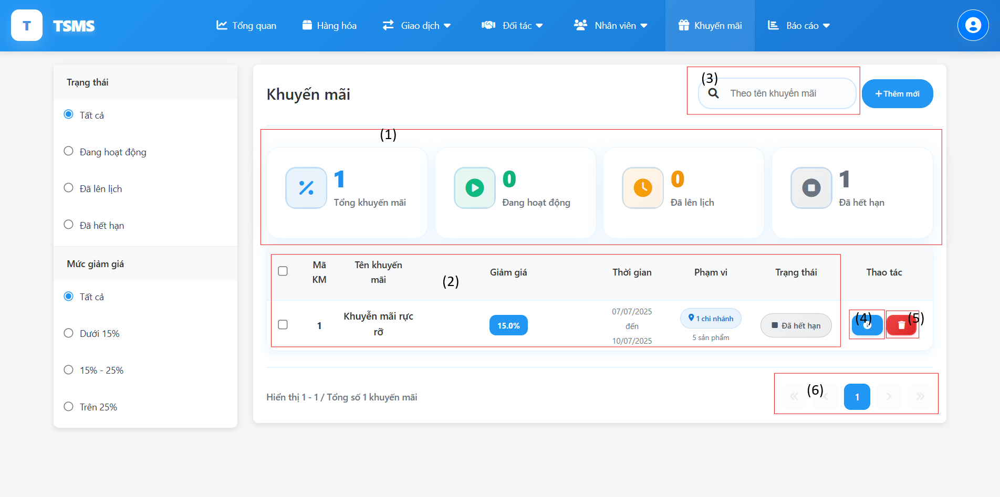 T TSMS Tổng quan Hàng hóa Giao dịch Đối tác Nhân viên Khuyến mãi Báo cáo
Trạng thái
Tất cả
Đang hoạt động
Đã lên lịch
Đã hết hạn
Mức giảm giá
Tất cả
Dưới 15%
15% - 25%
Trên 25%
Khuyến mãi
(3)
Theo tên khuyến mãi
+ Thêm mới
(1)
1
Tổng khuyến mãi
0
Đang hoạt động
0
Đã lên lịch
1
Đã hết hạn
Mã
KM
Tên khuyến
mãi
(2)
Giảm giá
Thời gian
Phạm vi
Trạng thái
Thao tác
1
Khuyễn mãi rực
rỡ
15.0%
07/07/2025
đến
10/07/2025
1 chi nhánh
5 sản phẩm
Đã hết hạn
(4)
(5)
Hiển thị 1 - 1 / Tổng số 1 khuyến mãi
(6)
« ‹ 1 › »